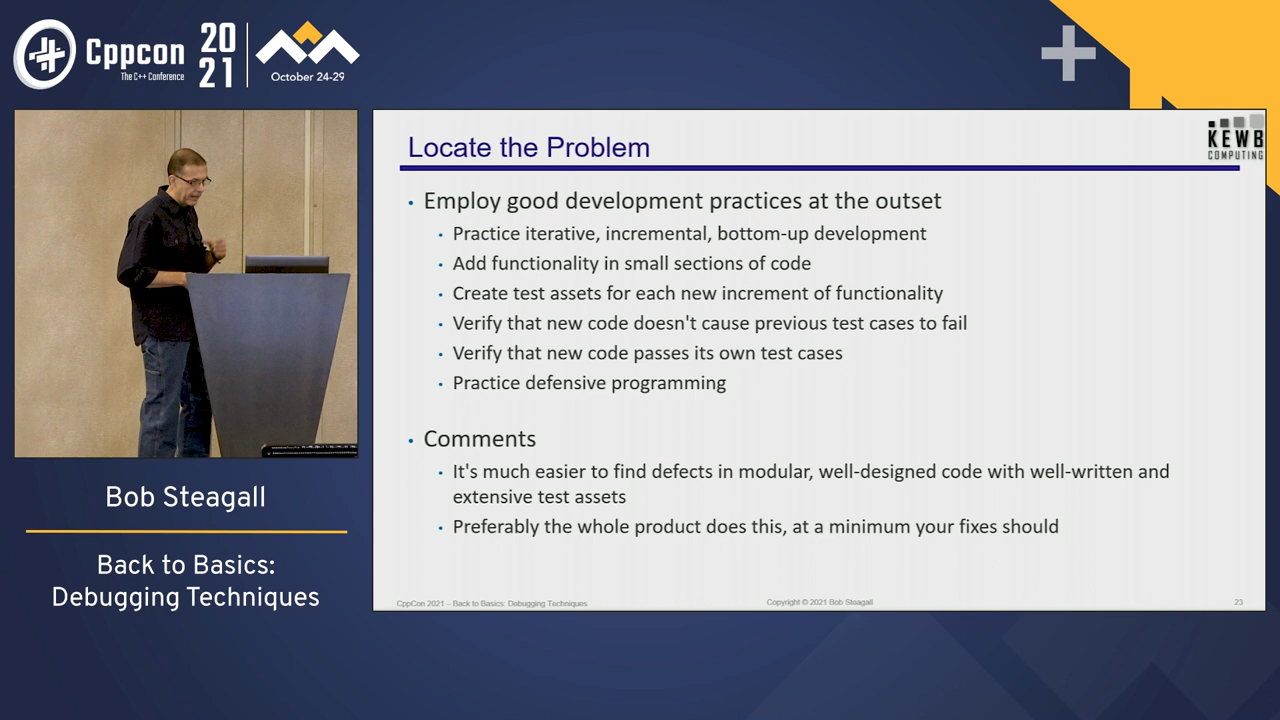 Cppcon
The C++ Conference
20
21
October 24-29
Locate the Problem
KEWB
COMPUTING
• Employ good development practices at the outset
• Practice iterative, incremental, bottom-up development
• Add functionality in small sections of code
• Create test assets for each new increment of functionality
• Verify that new code doesn't cause previous test cases to fail
• Verify that new code passes its own test cases
• Practice defensive programming
• Comments
• It's much easier to find defects in modular, well-designed code with well-written and
extensive test assets
• Preferably the whole product does this, at a minimum your fixes should
CppCon 2021 – Back to Basics: Debugging Techniques
Copyright © 2021 Bob Steagall
23
Bob Steagall
Back to Basics:
Debugging Techniques